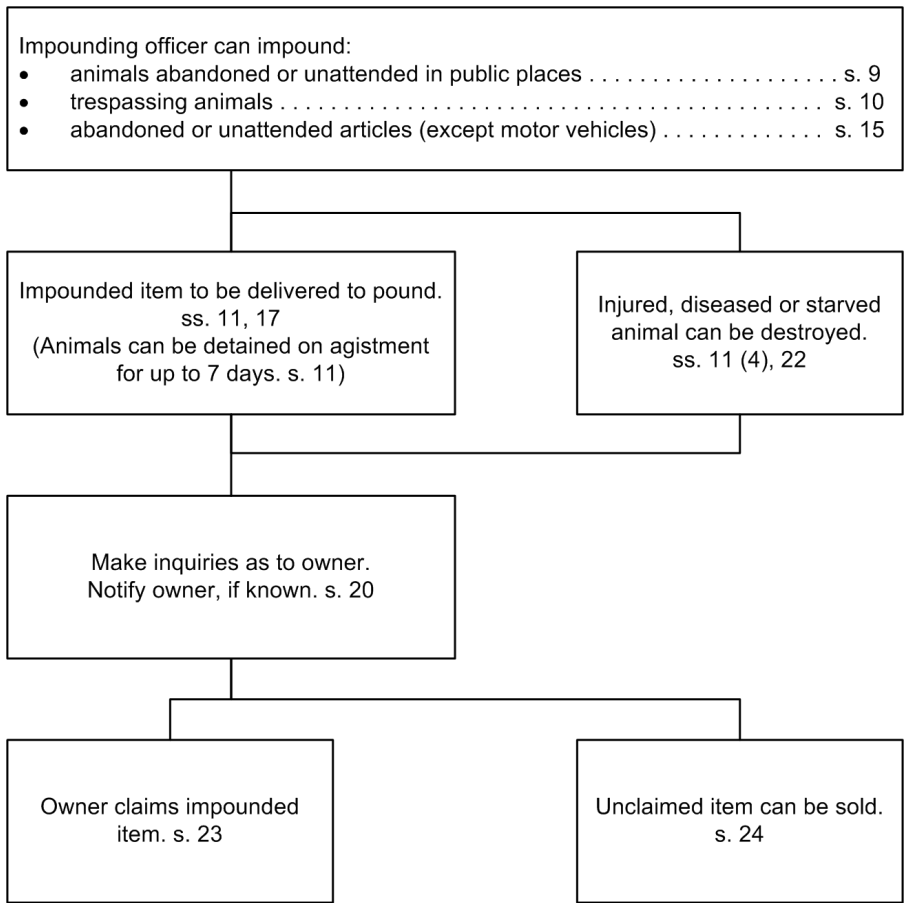 Impounding officer can impound:
• animals abandoned or unattended in public places . . . . . . . . . . . . . . . . . . . . . s. 9
• trespassing animals . . . . . . . . . . . . . . . . . . . . . . . . . . . . . . . . . . . . . . . . . . . s. 10
• abandoned or unattended articles (except motor vehicles) . . . . . . . . . . . . . s. 15
Impounded item to be delivered to pound.
ss. 11, 17
(Animals can be detained on agistment
for up to 7 days. s. 11)
Injured, diseased or starved
animal can be destroyed.
ss. 11 (4), 22
Make inquiries as to owner.
Notify owner, if known. s. 20
Owner claims impounded
item. s. 23
Unclaimed item can be sold.
s. 24